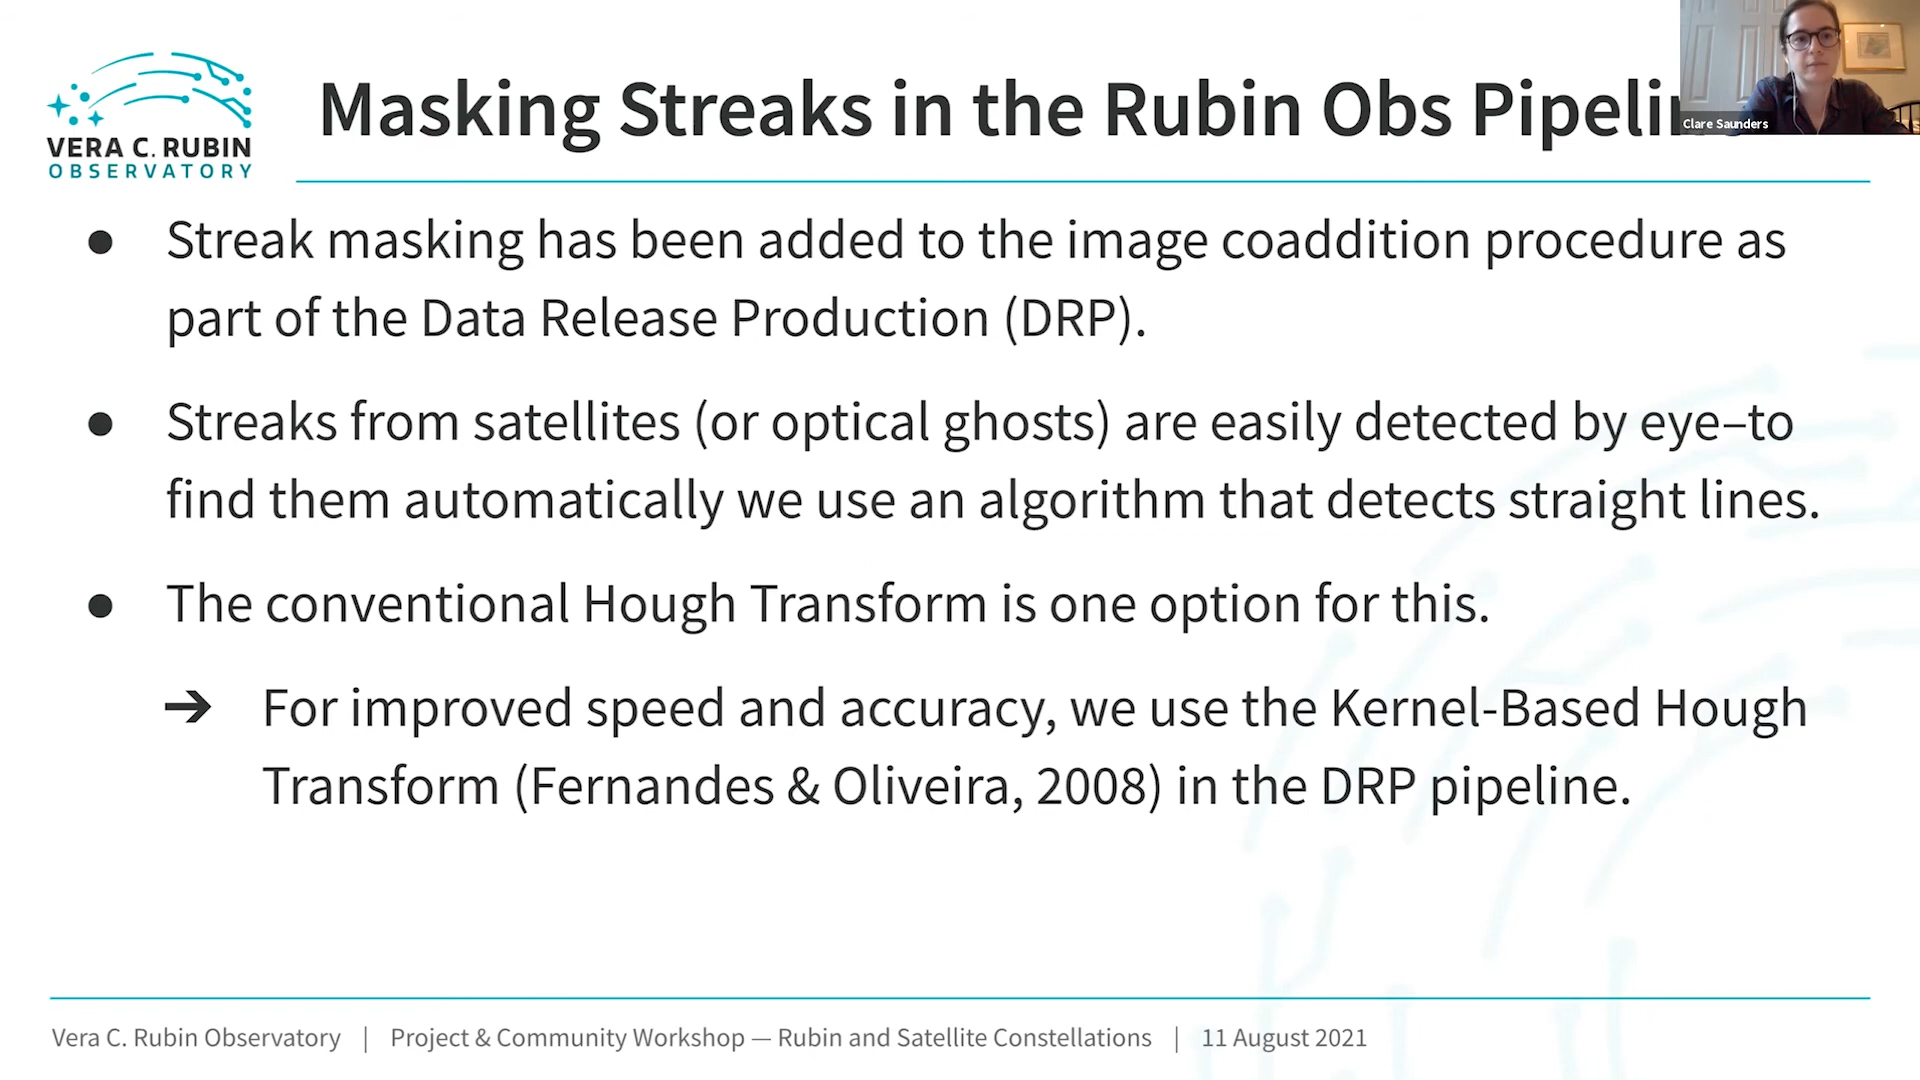 VERA C. RUBIN
OBSERVATORY
Masking Streaks in the Rubin Obs
Clare Saunders
● Streak masking has been added to the image coaddition procedure as
part of the Data Release Production (DRP).
● Streaks from satellites (or optical ghosts) are easily detected by eye–to
find them automatically we use an algorithm that detects straight lines.
● The conventional Hough Transform is one option for this.
➔ For improved speed and accuracy, we use the Kernel-Based Hough
Transform (Fernandes & Oliveira, 2008) in the DRP pipeline.
Vera C. Rubin Observatory | Project & Community Workshop — Rubin and Satellite Constellations | 11 August 2021